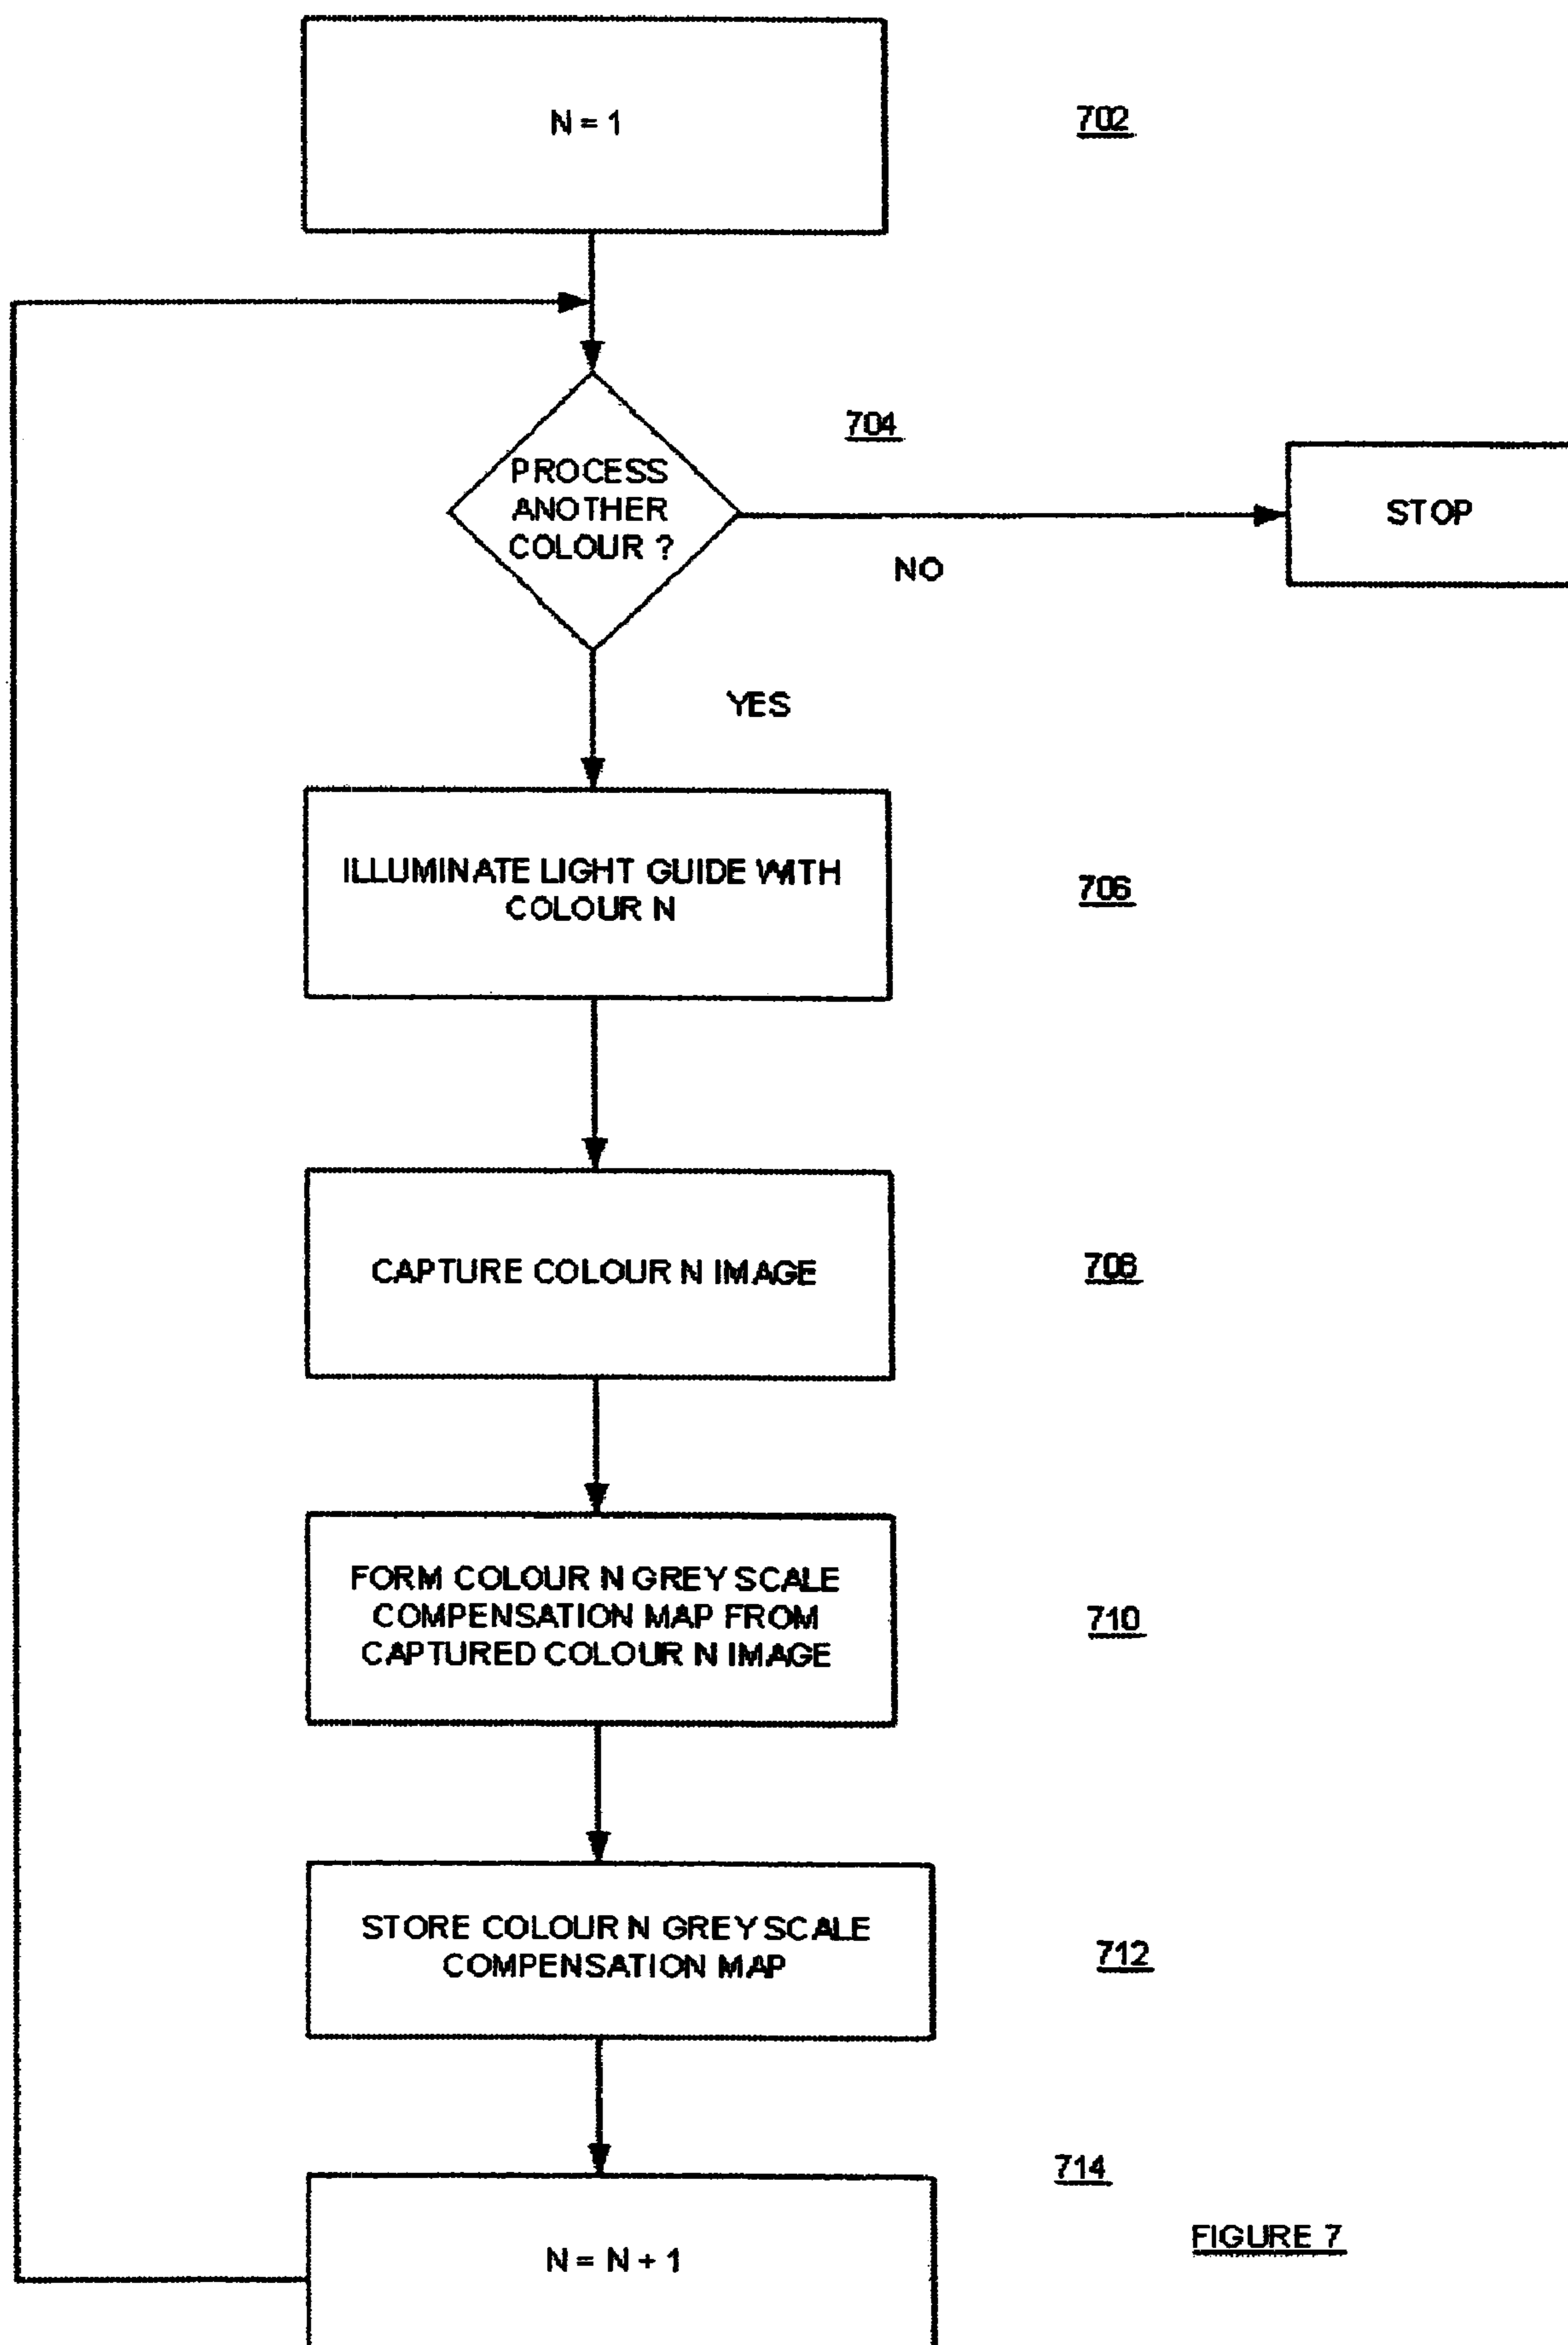 N = 1
702
704
PROCESS
ANOTHER
COLOUR ?
STOP
NO
YES
ILLUMINATE LIGHT GUIDE WITH
COLOUR N
706
CAPTURE COLOUR N IMAGE
708
FORM COLOUR N GREY SCALE
COMPENSATION MAP FROM
CAPTURED COLOUR N IMAGE
710
STORE COLOUR N GREY SCALE
COMPENSATION MAP
712
714
N = N + 1
FIGURE 7